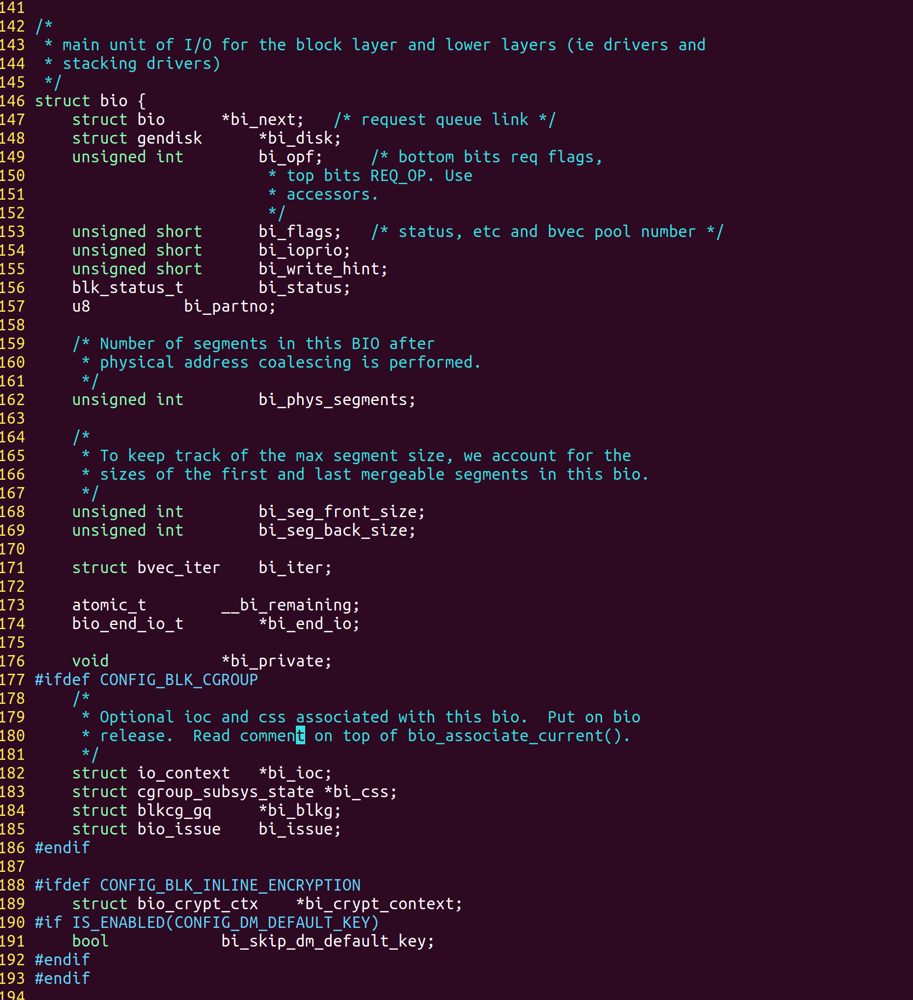 141
142 /*
143  * main unit of I/O for the block layer and lower layers (ie drivers and
144  * stacking drivers)
145  */
146 struct bio {
147     struct bio      *bi_next;   /* request queue link */
148     struct gendisk      *bi_disk;
149     unsigned int        bi_opf;     /* bottom bits req flags,
150                          * top bits REQ_OP. Use
151                          * accessors.
152                          */
153     unsigned short      bi_flags;   /* status, etc and bvec pool number */
154     unsigned short      bi_ioprio;
155     unsigned short      bi_write_hint;
156     blk_status_t        bi_status;
157     u8          bi_partno;
158
159     /* Number of segments in this BIO after
160      * physical address coalescing is performed.
161      */
162     unsigned int        bi_phys_segments;
163
164     /*
165      * To keep track of the max segment size, we account for the
166      * sizes of the first and last mergeable segments in this bio.
167      */
168     unsigned int        bi_seg_front_size;
169     unsigned int        bi_seg_back_size;
170
171     struct bvec_iter    bi_iter;
172
173     atomic_t        __bi_remaining;
174     bio_end_io_t        *bi_end_io;
175
176     void            *bi_private;
177 #ifdef CONFIG_BLK_CGROUP
178     /*
179      * Optional ioc and css associated with this bio.  Put on bio
180      * release.  Read comment on top of bio_associate_current().
181      */
182     struct io_context   *bi_ioc;
183     struct cgroup_subsys_state *bi_css;
184     struct blkcg_gq     *bi_blkg;
185     struct bio_issue    bi_issue;
186 #endif
187
188 #ifdef CONFIG_BLK_INLINE_ENCRYPTION
189     struct bio_crypt_ctx    *bi_crypt_context;
190 #if IS_ENABLED(CONFIG_DM_DEFAULT_KEY)
191     bool            bi_skip_dm_default_key;
192 #endif
193 #endif
194